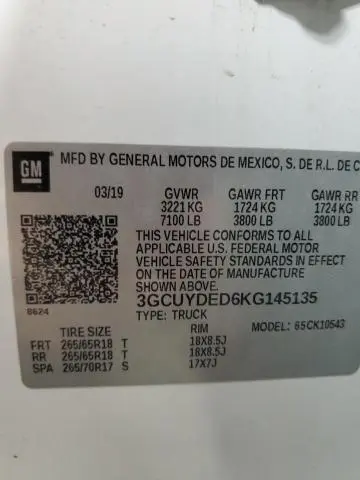 GM
MFD BY GENERAL MOTORS DE MEXICO, S. DE R.L. DE C
03/19 GVWR GAWR FRT GAWR RR
3221 KG 1724 KG 1724 KG
7100 LB 3800 LB 3800 LB
THIS VEHICLE CONFORMS TO ALL
APPLICABLE U.S. FEDERAL MOTOR
VEHICLE SAFETY STANDARDS IN EFFECT
ON THE DATE OF MANUFACTURE
SHOWN ABOVE.
3GCUYDED6KG145135
8624
TYPE: TRUCK
MODEL: 65CK10543
TIRE SIZE RIM
FRT 265/65R18 T 18X8.5J
RR 265/65R18 T 18X8.5J
SPA 265/70R17 S 17X7J